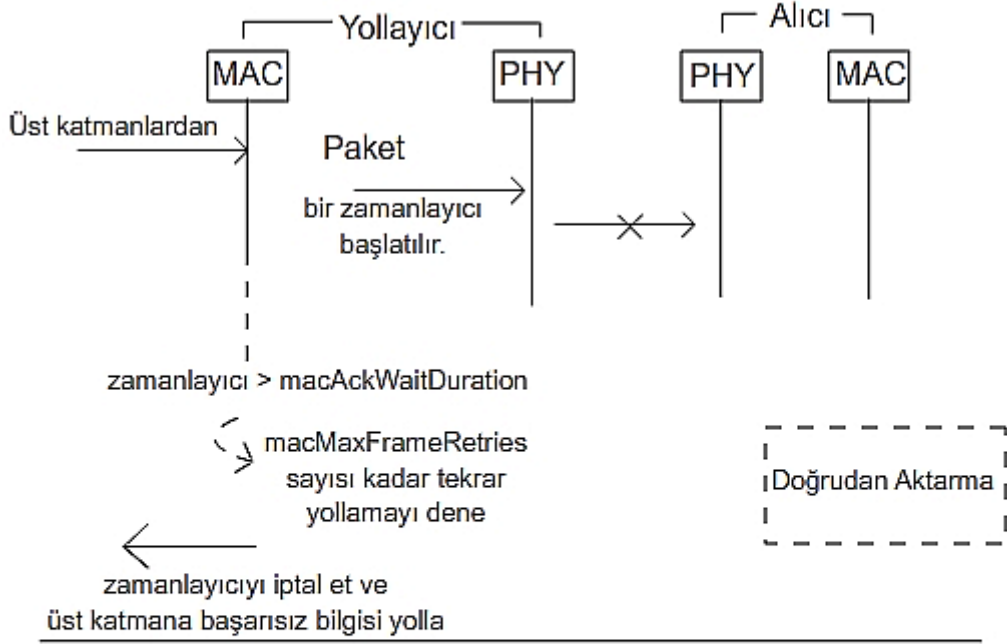 Yollayıcı
Alıcı
MAC
PHY
PHY
MAC
Üst katmanlardan
Paket
bir zamanlayıcı
başlatılır.
zamanlayıcı > macAckWaitDuration
macMaxFrameRetries
sayısı kadar tekrar
yollamayı dene
Doğrudan Aktarma
zamanlayıcıyı iptal et ve
üst katmana başarısız bilgisi yolla